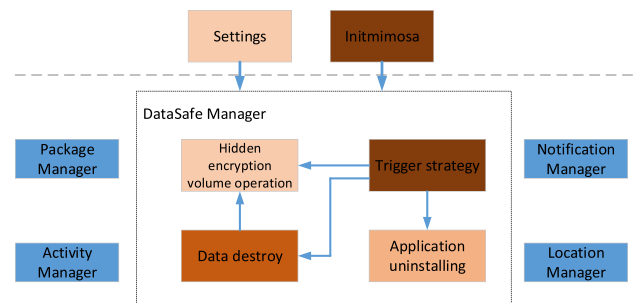 Settings
Initmimosa
DataSafe Manager
Package
Manager
Hidden
encryption
volume operation
Trigger strategy
Notification
Manager
Activity
Manager
Data destroy
Application
uninstalling
Location
Manager